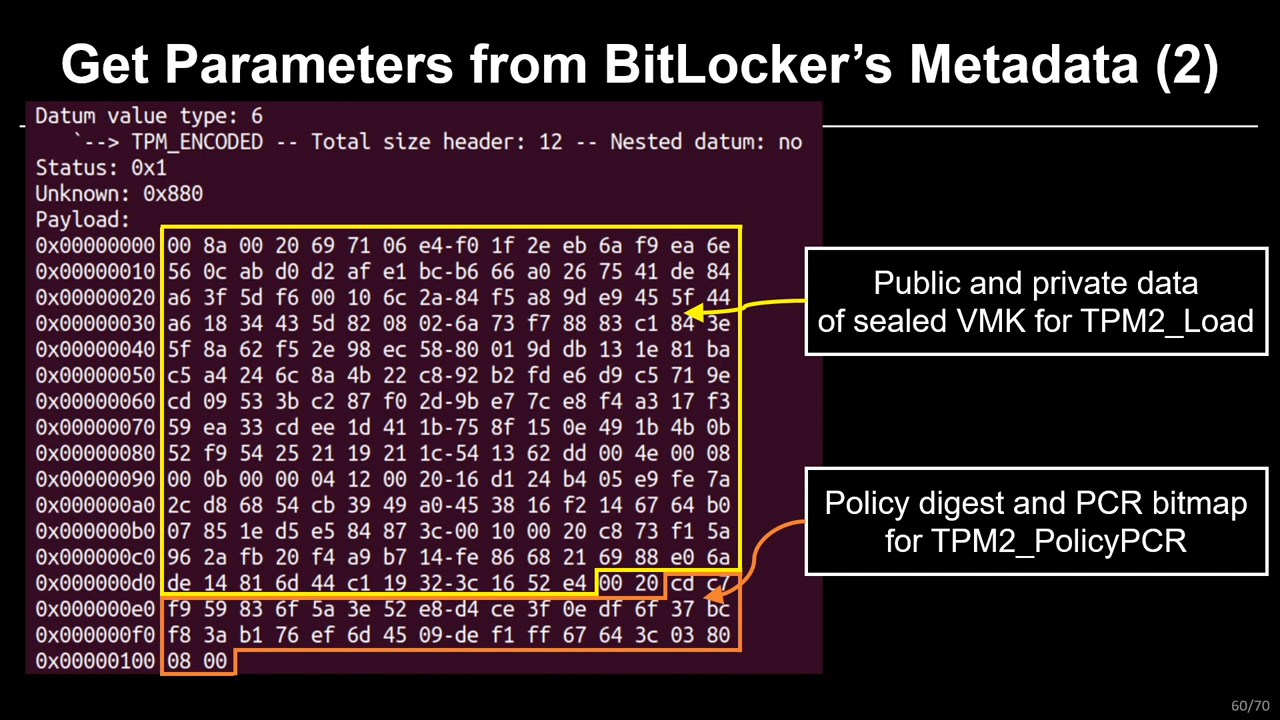 Get Parameters from BitLocker’s Metadata (2)
Datum value type: 6
`--> TPM_ENCODED -- Total size header: 12 -- Nested datum: no
Status: 0x1
Unknown: 0x880
Payload:
0x00000000 00 8a 00 20 69 71 06 e4-f0 1f 2e eb 6a f9 ea 6e
0x00000010 56 0c ab d0 d2 af e1 bc-b6 66 a0 26 75 41 de 84
0x00000020 a6 3f 5d f6 00 10 6c 2a-84 f5 a8 9d e9 45 5f 44
0x00000030 a6 18 34 43 5d 82 08 02-6a 73 f7 88 83 c1 84 3e
0x00000040 5f 8a 62 f5 2e 98 ec 58-80 01 9d db 13 1e 81 ba
0x00000050 c5 a4 24 6c 8a 4b 22 c8-92 b2 fd e6 d9 c5 71 9e
0x00000060 cd 09 53 3b c2 87 f0 2d-9b e7 7c e8 f4 a3 17 f3
0x00000070 59 ea 33 cd ee 1d 41 1b-75 8f 15 0e 49 1b 4b 0b
0x00000080 52 f9 54 25 21 19 21 1c-54 13 62 dd 00 4e 00 08
0x00000090 00 0b 00 00 04 12 00 20-16 d1 24 b4 05 e9 fe 7a
0x000000a0 2c d8 68 54 cb 39 49 a0-45 38 16 f2 14 67 64 b0
0x000000b0 07 85 1e d5 e5 84 87 3c-00 10 00 20 c8 73 f1 5a
0x000000c0 96 2a fb 20 f4 a9 b7 14-fe 86 68 21 69 88 e0 6a
0x000000d0 de 14 81 6d 44 c1 19 32-3c 16 52 e4 00 20 cd c7
0x000000e0 f9 59 83 6f 5a 3e 52 e8-d4 ce 3f 0e df 6f 37 bc
0x000000f0 f8 3a b1 76 ef 6d 45 09-de f1 ff 67 64 3c 03 80
0x00000100 08 00
Public and private data
of sealed VMK for TPM2_Load
Policy digest and PCR bitmap
for TPM2_PolicyPCR
60/70